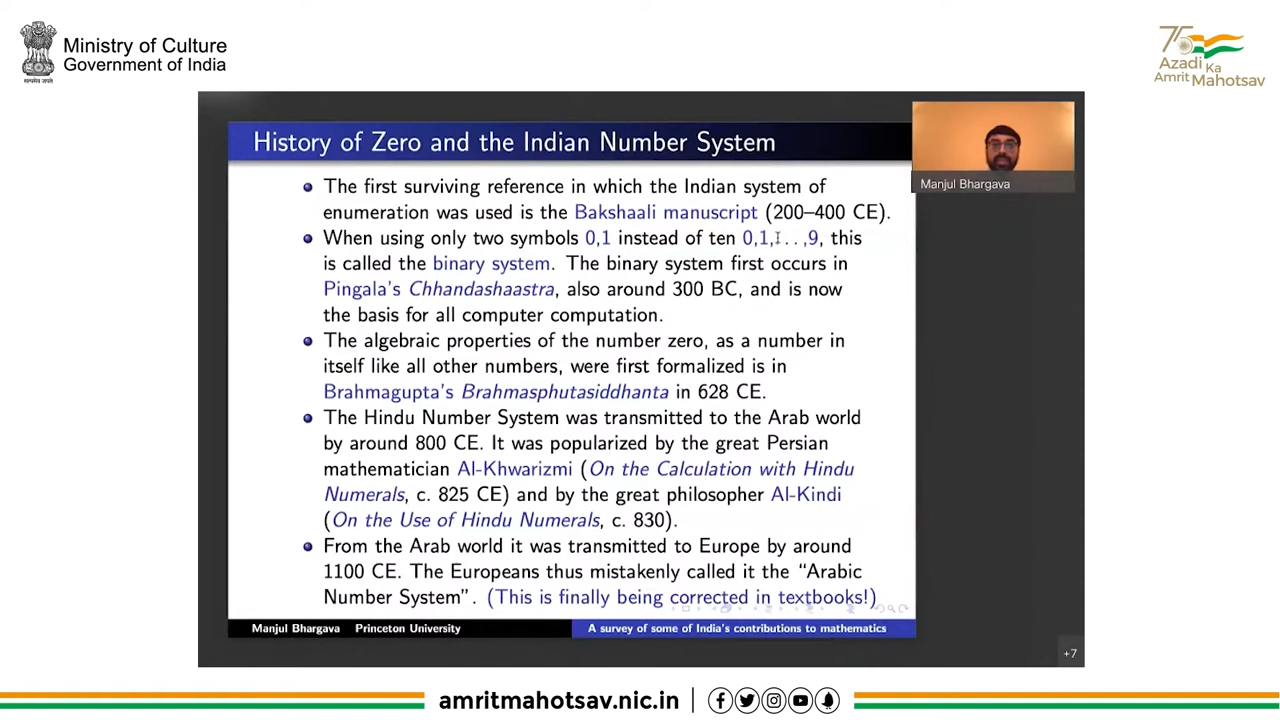 Ministry of Culture
Government of India
सत्यमेव जयते
75
Azadi
Ka
Amrit Mahotsav
History of Zero and the Indian Number System
Manjul Bhargava
The first surviving reference in which the Indian system of
enumeration was used is the Bakshaali manuscript (200–400 CE).
When using only two symbols 0,1 instead of ten 0,1,...,9, this
is called the binary system. The binary system first occurs in
Pingala's Chhandashaastra, also around 300 BC, and is now
the basis for all computer computation.
The algebraic properties of the number zero, as a number in
itself like all other numbers, were first formalized is in
Brahmagupta's Brahmasphutasiddhanta in 628 CE.
The Hindu Number System was transmitted to the Arab world
by around 800 CE. It was popularized by the great Persian
mathematician Al-Khwarizmi (On the Calculation with Hindu
Numerals, c. 825 CE) and by the great philosopher Al-Kindi
(On the Use of Hindu Numerals, c. 830).
From the Arab world it was transmitted to Europe by around
1100 CE. The Europeans thus mistakenly called it the “Arabic
Number System”. (This is finally being corrected in textbooks!)
Manjul Bhargava Princeton University
A survey of some of India's contributions to mathematics
+7
amritmahotsav.nic.in